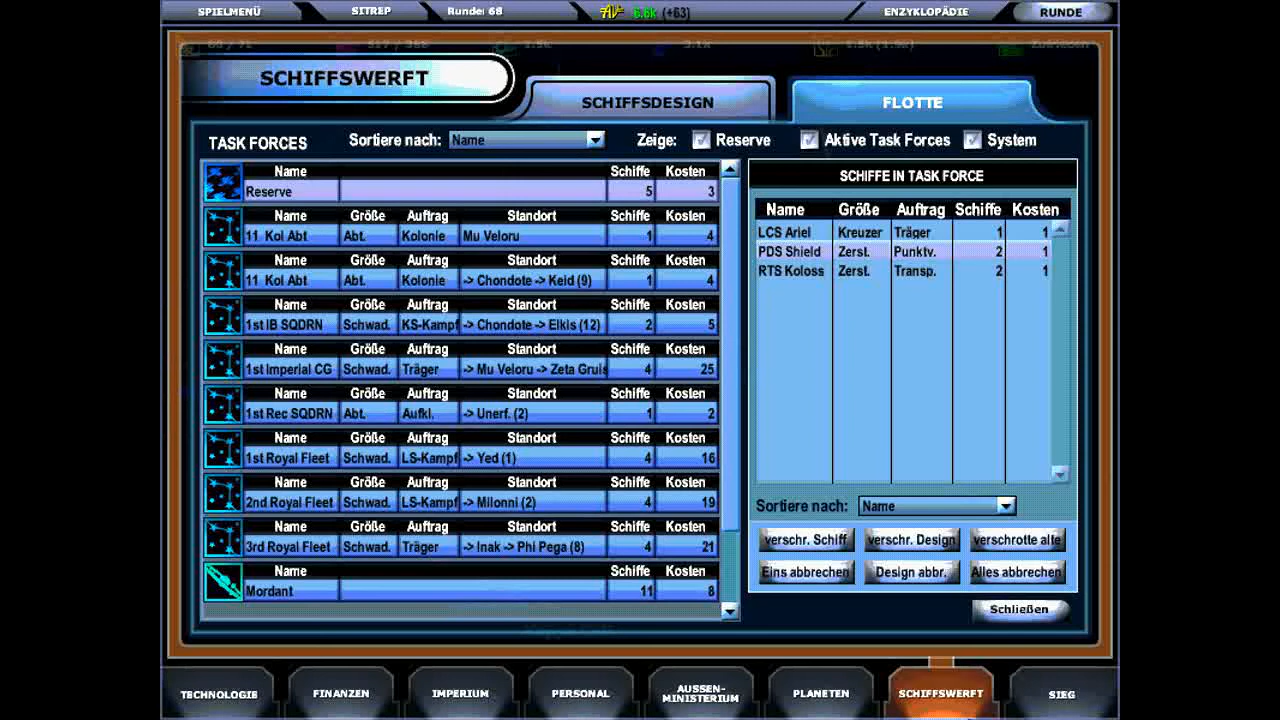 SPIELMENÜ SITREP Runde: 68 6.6k (+63) ENZYKLOPÄDIE RUNDE
SCHIFFSWERFT
SCHIFFSDESIGN FLOTTE
TASK FORCES Sortiere nach: Name Zeige: Reserve Aktive Task Forces System
Name Schiffe Kosten
Reserve 5 3
Name Größe Auftrag Standort Schiffe Kosten
11 Kol Abt Abt. Kolonie Mu Veloru 1 4
Name Größe Auftrag Standort Schiffe Kosten
11 Kol Abt Abt. Kolonie -> Chondote -> Keid (9) 1 4
Name Größe Auftrag Standort Schiffe Kosten
1st IB SQDRN Schwad. KS-Kampf -> Chondote -> Elkis (12) 2 5
Name Größe Auftrag Standort Schiffe Kosten
1st Imperial CG Schwad. Träger -> Mu Veloru -> Zeta Gruis 4 25
Name Größe Auftrag Standort Schiffe Kosten
1st Rec SQDRN Abt. Aufkl. -> Unerf. (2) 1 2
Name Größe Auftrag Standort Schiffe Kosten
1st Royal Fleet Schwad. LS-Kampf -> Yed (1) 4 16
Name Größe Auftrag Standort Schiffe Kosten
2nd Royal Fleet Schwad. LS-Kampf -> Milonni (2) 4 19
Name Größe Auftrag Standort Schiffe Kosten
3rd Royal Fleet Schwad. Träger -> Inak -> Phi Pega (8) 4 21
Name Schiffe Kosten
Mordant 11 8
SCHIFFE IN TASK FORCE
Name Größe Auftrag Schiffe Kosten
LCS Ariel Kreuzer Träger 1 1
PDS Shield Zerst. Punktv. 2 1
RTS Koloss Zerst. Transp. 2 1
Sortiere nach: Name
verschr. Schiff verschr. Design verschrotte alte
Eins abbrechen Design abbr. Alles abbrechen
Schließen
TECHNOLOGIE FINANZEN IMPERIUM PERSONAL AUSSEN-
MINISTERIUM PLANETEN SCHIFFSWERFT SIEG